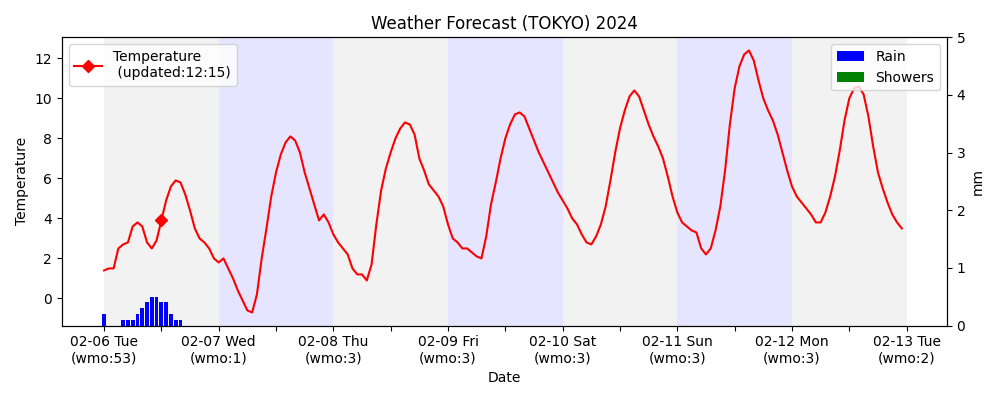 Weather Forecast (TOKYO) 2024
Temperature
(updated:12:15)
Rain
Showers
12
10
8
6
4
2
0
Temperature
5
4
3
2
1
0
mm
02-06 Tue
(wmo:53)
02-07 Wed
(wmo:1)
02-08 Thu
(wmo:3)
02-09 Fri
(wmo:3)
02-10 Sat
(wmo:3)
02-11 Sun
(wmo:3)
02-12 Mon
(wmo:3)
02-13 Tue
(wmo:2)
Date